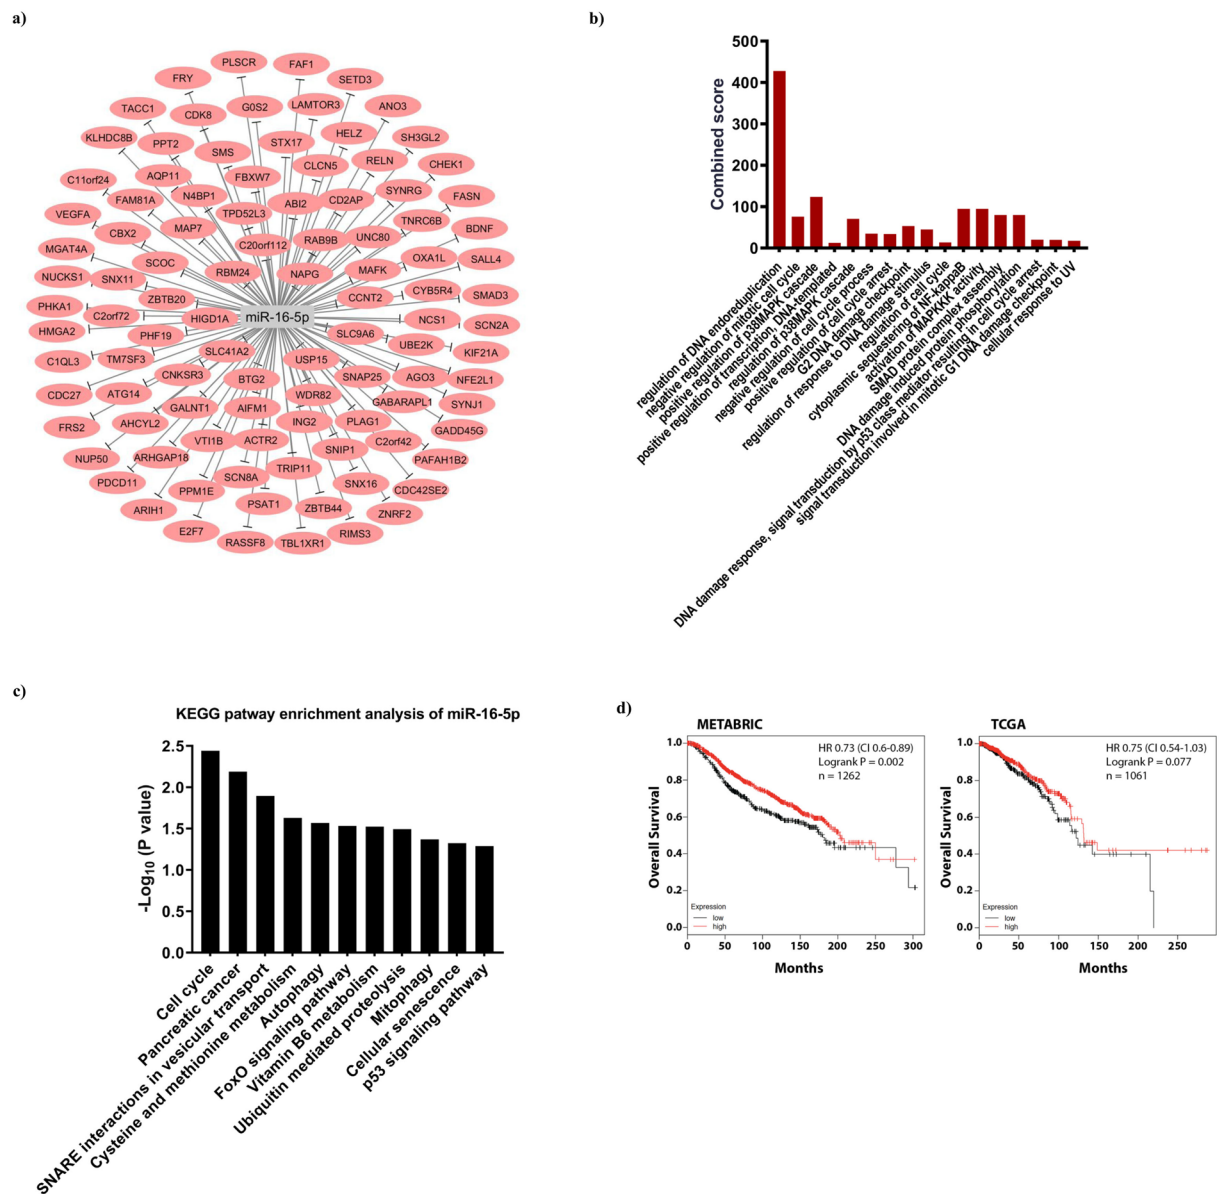 a)
PLSCR
FAF1
FRY
SETD3
TACC1
CDK8
G0S2
LAMTOR3
ANO3
KLHDC8B
PPT2
SMS
STX17
HELZ
SH3GL2
C11orf24
AQP11
FBXW7
CLCN5
RELN
CHEK1
VEGFA
FAM81A
N4BP1
TPD52L3
ABI2
CD2AP
SYNRG
FASN
MGAT4A
CBX2
MAP7
C20orf112
RAB9B
UNC80
TNRC6B
BDNF
NUCKS1
SNX11
SCOC
RBM24
NAPG
MAFK
OXA1L
SALL4
PHKA1
C2orf72
ZBTB20
HIGD1A
miR-16-5p
CCNT2
CYB5R4
SMAD3
HMGA2
PHF19
SLC9A6
NCS1
SCN2A
C1QL3
TM7SF3
SLC41A2
USP15
UBE2K
KIF21A
CDC27
ATG14
CNKSR3
BTG2
WDR82
SNAP25
AGO3
NFE2L1
FRS2
AHCYL2
GALNT1
AIFM1
ING2
PLAG1
GABARAPL1
SYNJ1
NUP50
ARHGAP18
VTI1B
ACTR2
SNIP1
C2orf42
GADD45G
PDCD11
PPM1E
SCN8A
TRIP11
SNX16
CDC42SE2
PAFAH1B2
ARIH1
E2F7
PSAT1
ZBTB44
ZNRF2
RASSF8
TBL1XR1
RIMS3
b)
Combined score
500
400
300
200
100
0
regulation of DNA endoreduplication
negative regulation of mitotic cell cycle
positive regulation of p38MAPK cascade
positive regulation of transcription, DNA-templated
regulation of p38MAPK cascade
regulation of cell cycle process
negative regulation of cell cycle arrest
G2 DNA damage checkpoint
positive regulation of response to DNA damage stimulus
regulation of cell cycle
cytoplasmic sequestering of NF-kappaB
activation of MAPKKK activity
SMAD protein complex assembly
DNA damage induced protein phosphorylation
DNA damage response, signal transduction by p53 class mediator resulting in cell cycle arrest
signal transduction involved in mitotic G1 DNA damage checkpoint
cellular response to UV
c)
KEGG patway enrichment analysis of miR-16-5p
-Log10 (P value)
2.5
2.0
1.5
1.0
0.5
0.0
Cell cycle
Pancreatic cancer
SNARE interactions in vesicular transport
Cysteine and methionine metabolism
Autophagy
FoxO signaling pathway
Vitamin B6 metabolism
Ubiquitin mediated proteolysis
Mitophagy
Cellular senescence
p53 signaling pathway
d)
METABRIC
HR 0.73 (CI 0.6-0.89)
Logrank P = 0.002
n = 1262
Overall Survival
1.0
0.8
0.6
0.4
0.2
0.0
Expression
low
high
0 50 100 150 200 250 300
Months
TCGA
HR 0.75 (CI 0.54-1.03)
Logrank P = 0.077
n = 1061
Overall Survival
1.0
0.8
0.6
0.4
0.2
0.0
Expression
low
high
0 50 100 150 200 250
Months